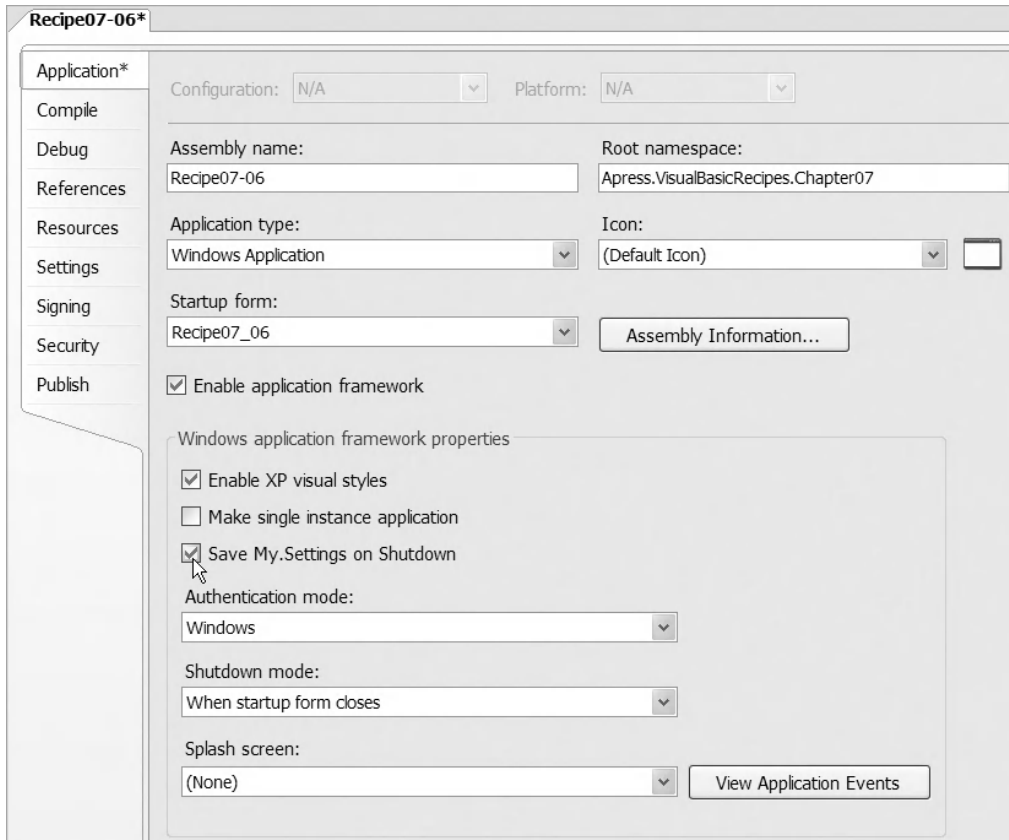 Recipe07-06*
Application*
Compile
Debug
References
Resources
Settings
Signing
Security
Publish
Configuration: N/A Platform: N/A
Assembly name: Root namespace:
Recipe07-06 Apress.VisualBasicRecipes.Chapter07
Application type: Icon:
Windows Application (Default Icon)
Startup form:
Recipe07_06 Assembly Information...
Enable application framework
Windows application framework properties
Enable XP visual styles
Make single instance application
Save My.Settings on Shutdown
Authentication mode:
Windows
Shutdown mode:
When startup form closes
Splash screen:
(None) View Application Events